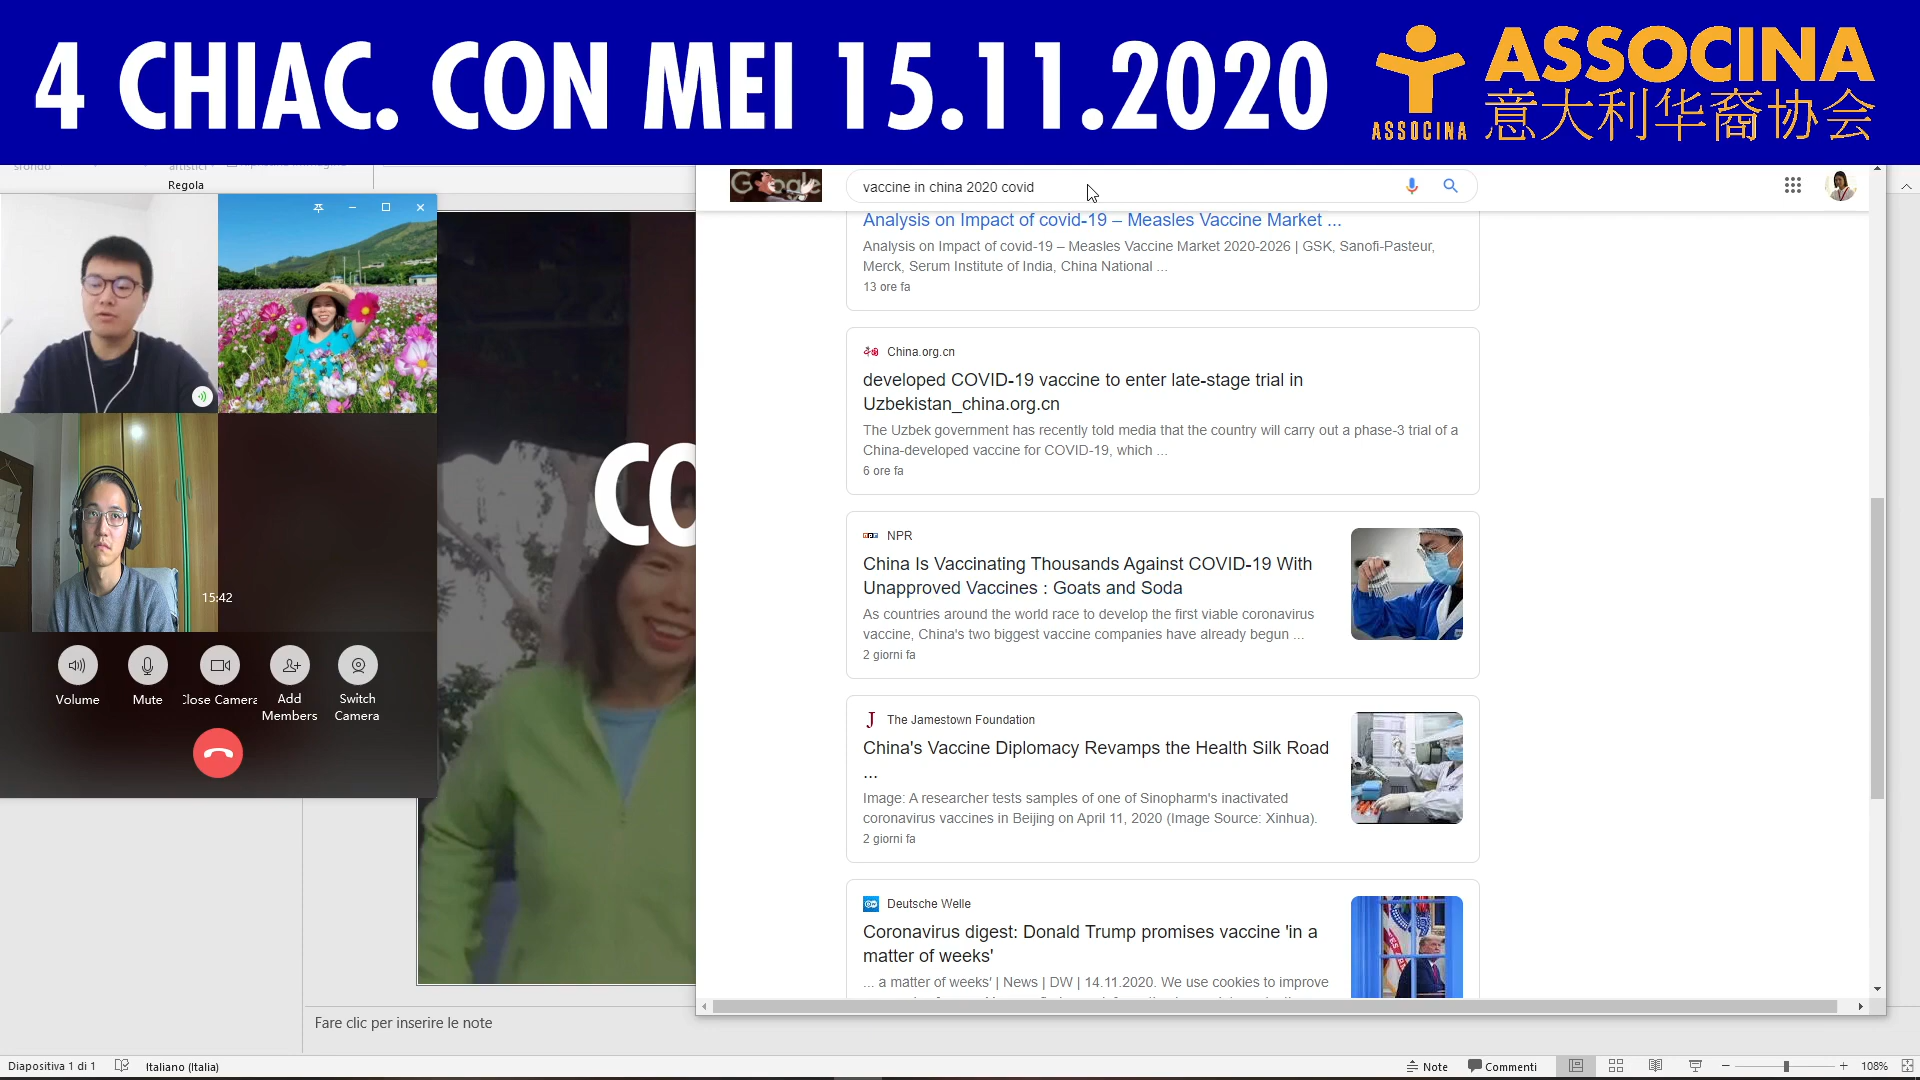 4 CHIAC. CON MEI 15.11.2020
ASSOCINA
ASSOCINA
意大利华裔协会
Regola
Google
vaccine in china 2020 covid
Analysis on Impact of covid-19 – Measles Vaccine Market ...
Analysis on Impact of covid-19 – Measles Vaccine Market 2020-2026 | GSK, Sanofi-Pasteur,
Merck, Serum Institute of India, China National ...
13 ore fa
China.org.cn
developed COVID-19 vaccine to enter late-stage trial in
Uzbekistan_china.org.cn
The Uzbek government has recently told media that the country will carry out a phase-3 trial of a
China-developed vaccine for COVID-19, which ...
6 ore fa
NPR
China Is Vaccinating Thousands Against COVID-19 With
Unapproved Vaccines : Goats and Soda
As countries around the world race to develop the first viable coronavirus
vaccine, China's two biggest vaccine companies have already begun ...
2 giorni fa
The Jamestown Foundation
China's Vaccine Diplomacy Revamps the Health Silk Road
...
Image: A researcher tests samples of one of Sinopharm's inactivated
coronavirus vaccines in Beijing on April 11, 2020 (Image Source: Xinhua).
2 giorni fa
Deutsche Welle
Coronavirus digest: Donald Trump promises vaccine 'in a
matter of weeks'
... a matter of weeks' | News | DW | 14.11.2020. We use cookies to improve
CO
15:42
Volume
Mute
Close Camera
Add
Members
Switch
Camera
Fare clic per inserire le note
Diapositiva 1 di 1
Italiano (Italia)
Note
Commenti
108%